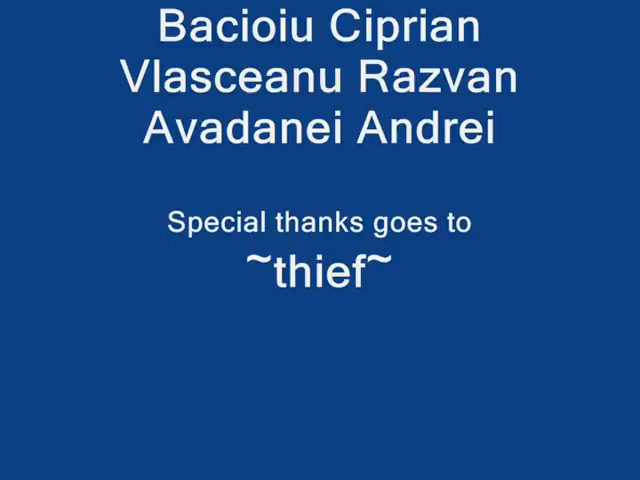 Bacioiu Ciprian
Vlasceanu Razvan
Avadanei Andrei
Special thanks goes to
~thief~